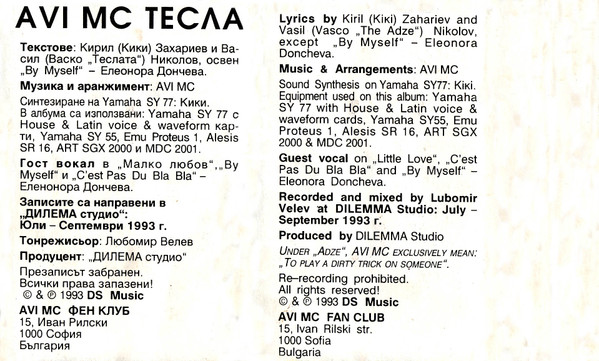 AVI MC ТЕСЛА
Текстове: Кирил (Кики) Захариев и Ва-
сил (Васко „Теслата") Николов, освен
„By Myself" – Елеонора Дончева.
Музика и аранжимент: AVI MC
Синтезиране на Yamaha SY 77: Кики.
В албума са използвани: Yamaha SY 77 с
House & Latin voice & waveform кар-
ти, Yamaha SY 55, Emu Proteus 1, Alesis
SR 16, ART SGX 2000 и MDC 2001.
Гост вокал в „Малко любов",„By
Myself" и „C'est Pas Du Bla Bla" –
Еленонора Дончева.
Записите са направени в
„ДИЛЕМА студио":
Юли – Септември 1993 г.
Тонрежисьор: Любомир Велев
Продуцент: „ДИЛЕМА студио"
Презаписът забранен.
Всички права запазени!
© & ℗ 1993 DS Music
AVI MC ФЕН КЛУБ
15, Иван Рилски
1000 София
България
Lyrics by Kiril (Кікі) Zahariev and
Vasil (Vasco „The Adze") Nikolov,
except „By Myself" – Eleonora
Doncheva.
Music & Arrangements: AVI MC
Sound Synthesis on Yamaha SY77: Кікі.
Equipment used on this album: Yamaha
SY 77 with House & Latin voice &
waveform cards, Yamaha SY55, Emu
Proteus 1, Alesis SR 16, ART SGX
2000 & MDC 2001.
Guest vocal on „Little Love", „C'est
Pas Du Bla Bla" and „By Myself" –
Eleonora Doncheva.
Recorded and mixed by Lubomir
Velev at DILEMMA Studio: July –
September 1993 г.
Produced by DILEMMA Studio
Under „Adze", AVI MC exclusively mean:
„To play a dirty trick on someone".
Re–recording prohibited.
All rights reserved!
© & ℗ 1993 DS Music
AVI MC FAN CLUB
15, Ivan Rilski str.
1000 Sofia
Bulgaria